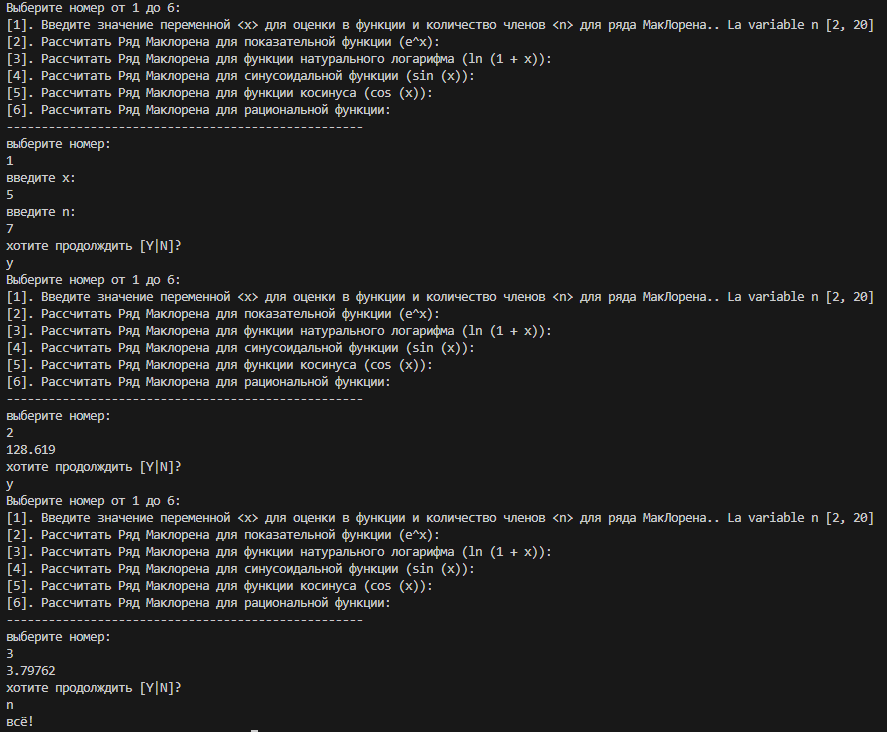 Выберите номер от 1 до 6:
[1]. Введите значение переменной <x> для оценки в функции и количество членов <n> для ряда МакЛорена.. La variable n [2, 20]
[2]. Рассчитать Ряд Маклорена для показательной функции (e^x):
[3]. Рассчитать Ряд Маклорена для функции натурального логарифма (ln (1 + x)):
[4]. Рассчитать Ряд Маклорена для синусоидальной функции (sin (x)):
[5]. Рассчитать Ряд Маклорена для функции косинуса (cos (x)):
[6]. Рассчитать Ряд Маклорена для рациональной функции:
---------------------------------------------------
выберите номер:
1
введите x:
5
введите n:
7
хотите продолждить [Y|N]?
y
Выберите номер от 1 до 6:
[1]. Введите значение переменной <x> для оценки в функции и количество членов <n> для ряда МакЛорена.. La variable n [2, 20]
[2]. Рассчитать Ряд Маклорена для показательной функции (e^x):
[3]. Рассчитать Ряд Маклорена для функции натурального логарифма (ln (1 + x)):
[4]. Рассчитать Ряд Маклорена для синусоидальной функции (sin (x)):
[5]. Рассчитать Ряд Маклорена для функции косинуса (cos (x)):
[6]. Рассчитать Ряд Маклорена для рациональной функции:
---------------------------------------------------
выберите номер:
2
128.619
хотите продолждить [Y|N]?
y
Выберите номер от 1 до 6:
[1]. Введите значение переменной <x> для оценки в функции и количество членов <n> для ряда МакЛорена.. La variable n [2, 20]
[2]. Рассчитать Ряд Маклорена для показательной функции (e^x):
[3]. Рассчитать Ряд Маклорена для функции натурального логарифма (ln (1 + x)):
[4]. Рассчитать Ряд Маклорена для синусоидальной функции (sin (x)):
[5]. Рассчитать Ряд Маклорена для функции косинуса (cos (x)):
[6]. Рассчитать Ряд Маклорена для рациональной функции:
---------------------------------------------------
выберите номер:
3
3.79762
хотите продолждить [Y|N]?
n
всё!